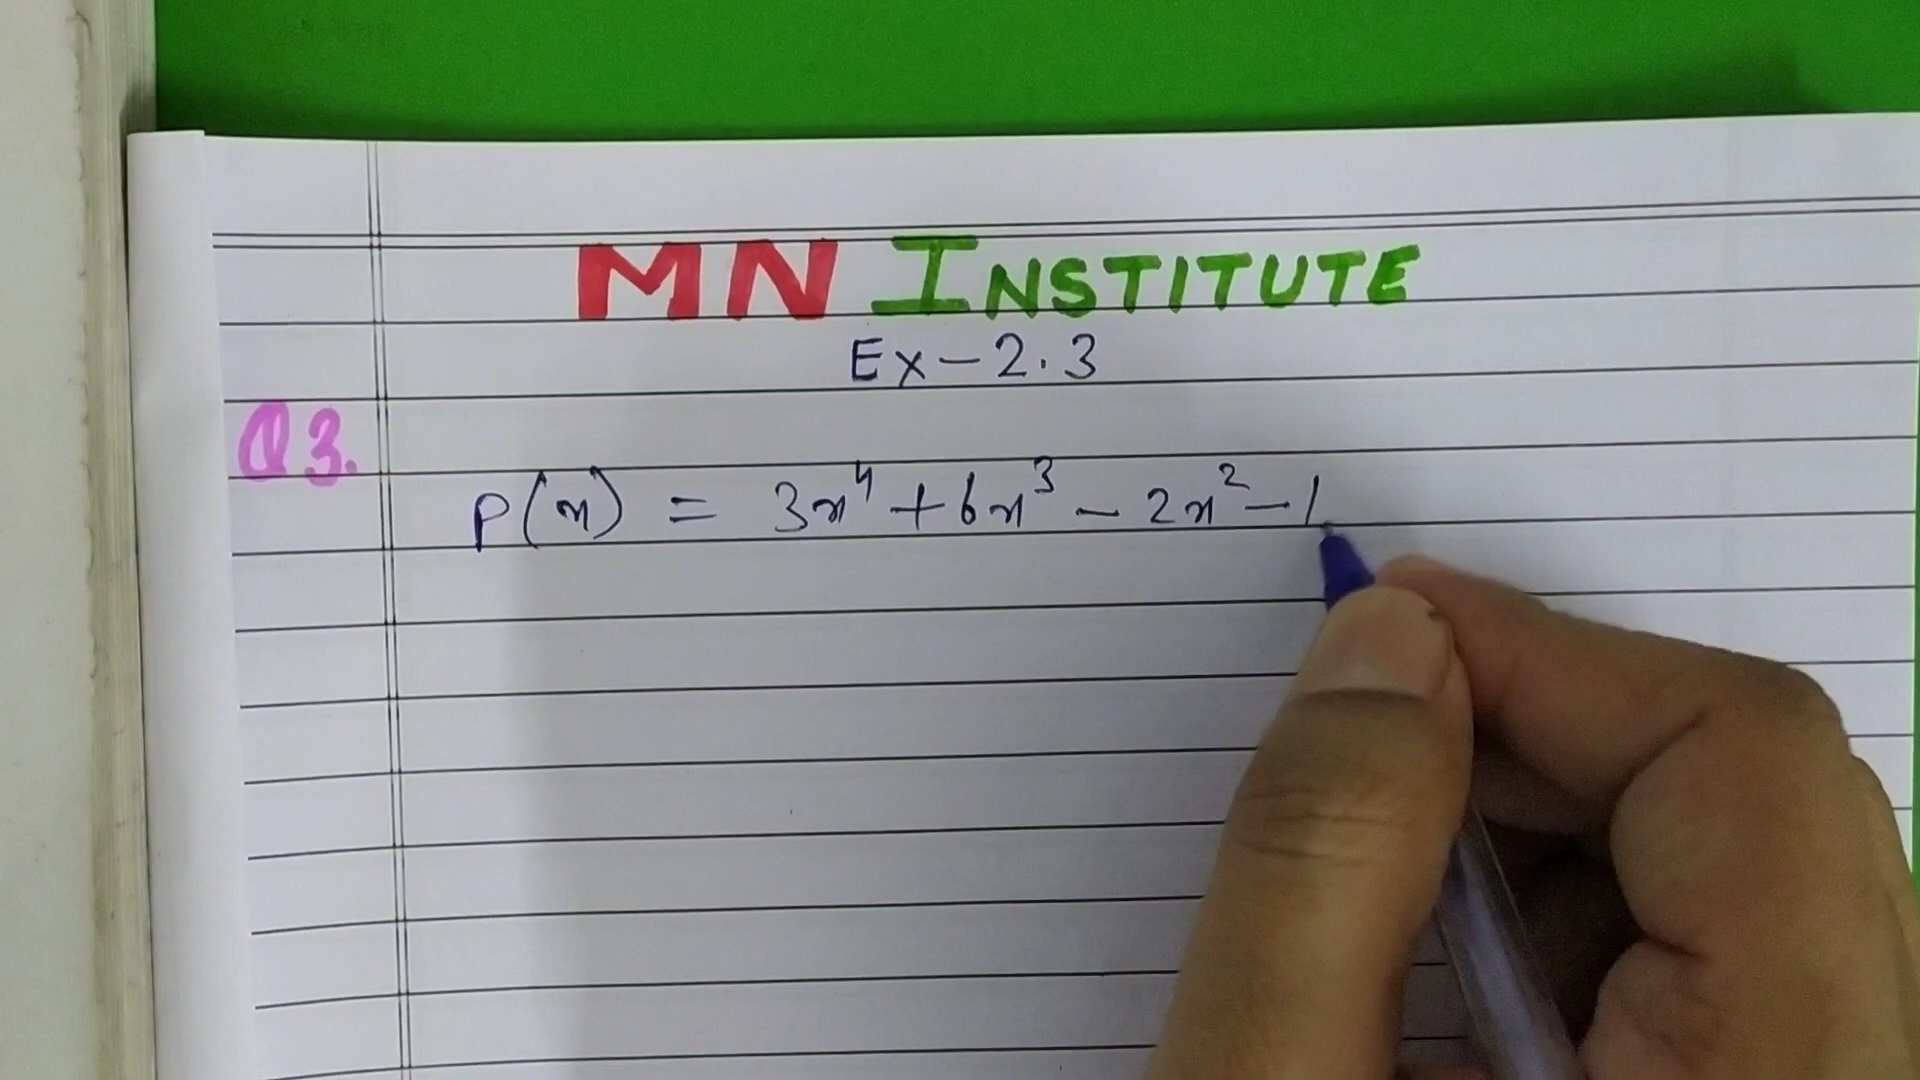 MN INSTITUTE
Ex-2.3
Q3.
p(x) = 3x⁴ + 6x³ - 2x² - 1